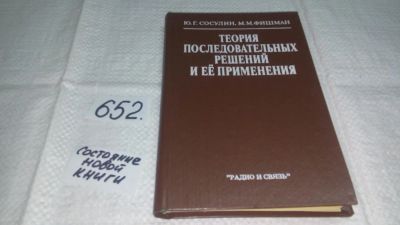 652.
состояние
новой
книги
Ю. Г. СОСУЛИН, М. М. ФИШМАН
ТЕОРИЯ
ПОСЛЕДОВАТЕЛЬНЫХ
РЕШЕНИЙ
И ЕЁ ПРИМЕНЕНИЯ
"РАДИО И СВЯЗЬ"